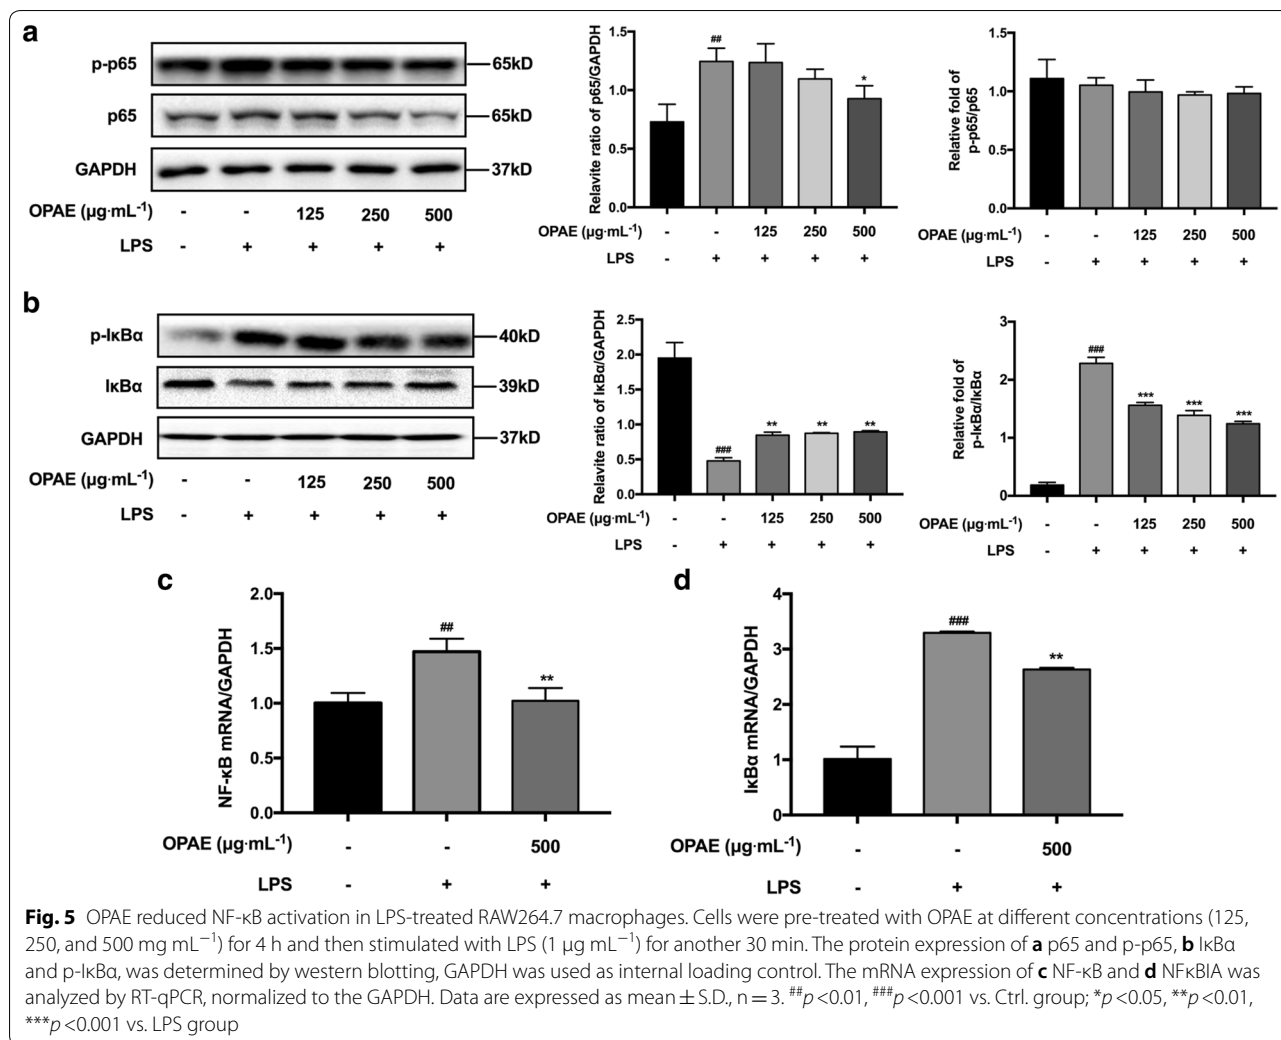 a
p-p65
65kD
p65
65kD
GAPDH
37kD
OPAE (µg·mL⁻¹) - - 125 250 500
LPS - + + + +
Relavite ratio of p65/GAPDH
1.5
1.0
0.5
0.0
##
*
OPAE (µg·mL⁻¹) - - 125 250 500
LPS - + + + +
Relative fold of
p-p65/p65
1.5
1.0
0.5
0.0
OPAE (µg·mL⁻¹) - - 125 250 500
LPS - + + + +
b
p-IκBα
40kD
IκBα
39kD
GAPDH
37kD
OPAE (µg·mL⁻¹) - - 125 250 500
LPS - + + + +
Relavite ratio of IκBα/GAPDH
2.5
2.0
1.5
1.0
0.5
0.0
###
**
**
**
OPAE (µg·mL⁻¹) - - 125 250 500
LPS - + + + +
Relative fold of
p-IκBα/IκBα
3
2
1
0
###
***
***
***
OPAE (µg·mL⁻¹) - - 125 250 500
LPS - + + + +
c
NF-κB mRNA/GAPDH
2.0
1.5
1.0
0.5
0.0
##
**
OPAE (µg·mL⁻¹) - - 500
LPS - + +
d
IκBα mRNA/GAPDH
4
3
2
1
0
###
**
OPAE (µg·mL⁻¹) - - 500
LPS - + +
Fig. 5 OPAE reduced NF-κB activation in LPS-treated RAW264.7 macrophages. Cells were pre-treated with OPAE at different concentrations (125,
250, and 500 mg mL⁻¹) for 4 h and then stimulated with LPS (1 µg mL⁻¹) for another 30 min. The protein expression of a p65 and p-p65, b IκBα
and p-IκBα, was determined by western blotting, GAPDH was used as internal loading control. The mRNA expression of c NF-κB and d NFκBIA was
analyzed by RT-qPCR, normalized to the GAPDH. Data are expressed as mean ± S.D., n = 3. ##p < 0.01, ###p < 0.001 vs. Ctrl. group; *p < 0.05, **p < 0.01,
***p < 0.001 vs. LPS group